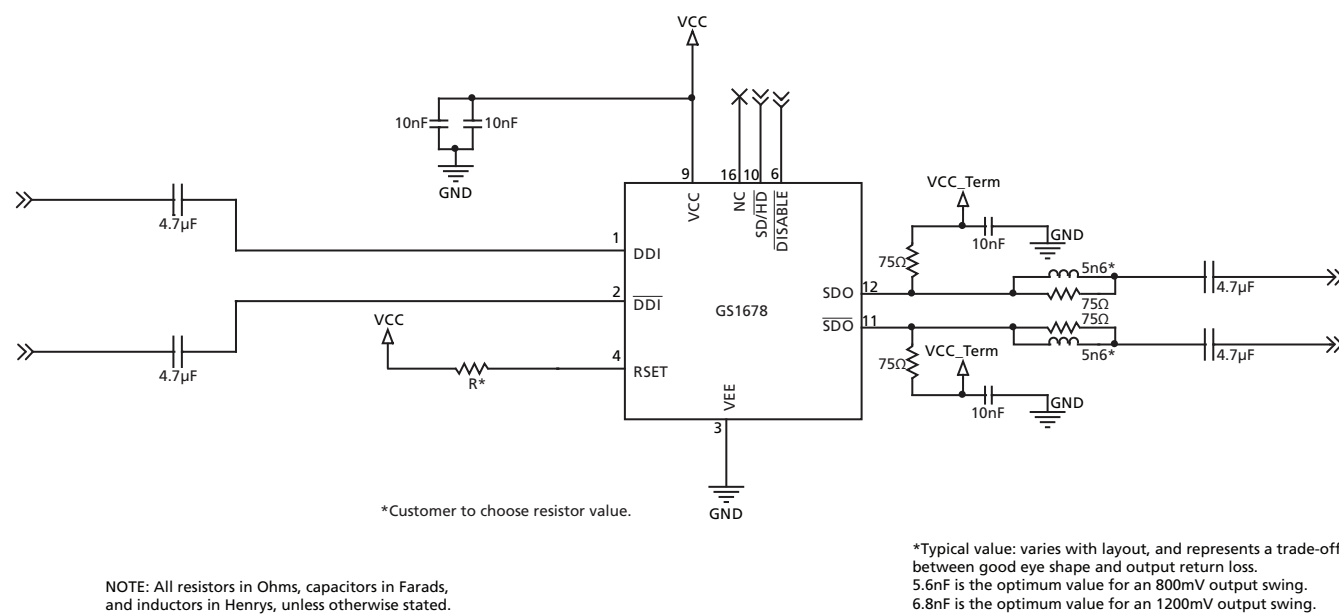 VCC
10nF
10nF
GND
9
16
10
6
VCC
NC
SD/HD
DISABLE
4.7µF
1
DDI
2
DDI
4.7µF
VCC
R*
4
RSET
GS1678
VEE
3
GND
SDO
12
SDO
11
VCC_Term
10nF
GND
75Ω
5n6*
75Ω
4.7µF
75Ω
5n6*
4.7µF
75Ω
VCC_Term
10nF
GND
*Customer to choose resistor value.
*Typical value: varies with layout, and represents a trade-off
between good eye shape and output return loss.
5.6nF is the optimum value for an 800mV output swing.
6.8nF is the optimum value for an 1200mV output swing.
NOTE: All resistors in Ohms, capacitors in Farads,
and inductors in Henrys, unless otherwise stated.